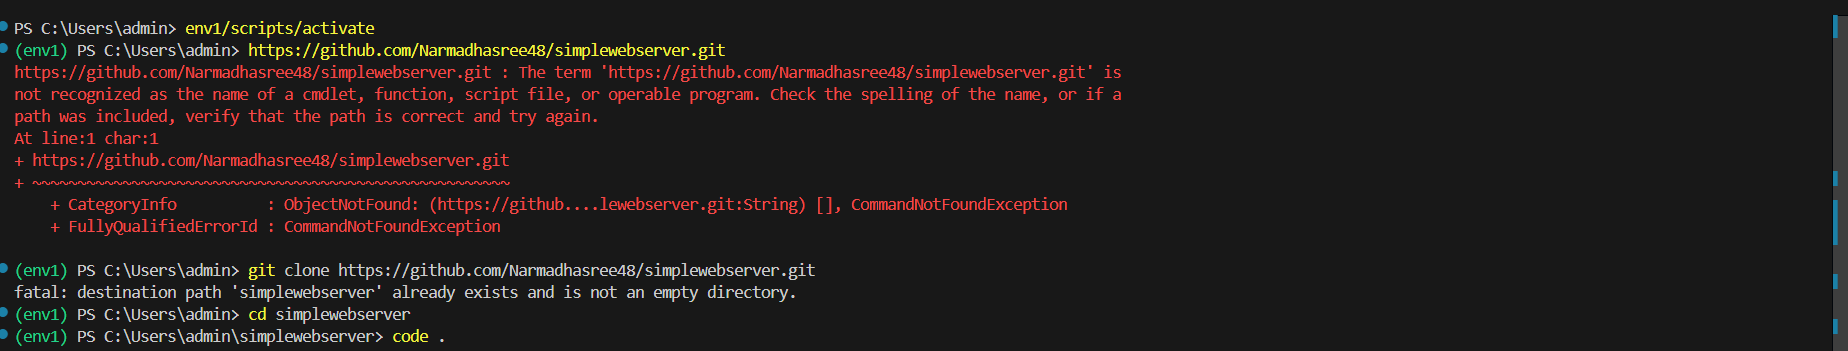 PS C:\Users\admin> env1/scripts/activate
(env1) PS C:\Users\admin> https://github.com/Narmadhasree48/simplewebserver.git
https://github.com/Narmadhasree48/simplewebserver.git : The term 'https://github.com/Narmadhasree48/simplewebserver.git' is
not recognized as the name of a cmdlet, function, script file, or operable program. Check the spelling of the name, or if a
path was included, verify that the path is correct and try again.
At line:1 char:1
+ https://github.com/Narmadhasree48/simplewebserver.git
+ ~~~~~~~~~~~~~~~~~~~~~~~~~~~~~~~~~~~~~~~~~~~~~~~~~~~~~
    + CategoryInfo          : ObjectNotFound: (https://github....lewebserver.git:String) [], CommandNotFoundException
    + FullyQualifiedErrorId : CommandNotFoundException

(env1) PS C:\Users\admin> git clone https://github.com/Narmadhasree48/simplewebserver.git
fatal: destination path 'simplewebserver' already exists and is not an empty directory.
(env1) PS C:\Users\admin> cd simplewebserver
(env1) PS C:\Users\admin\simplewebserver> code .